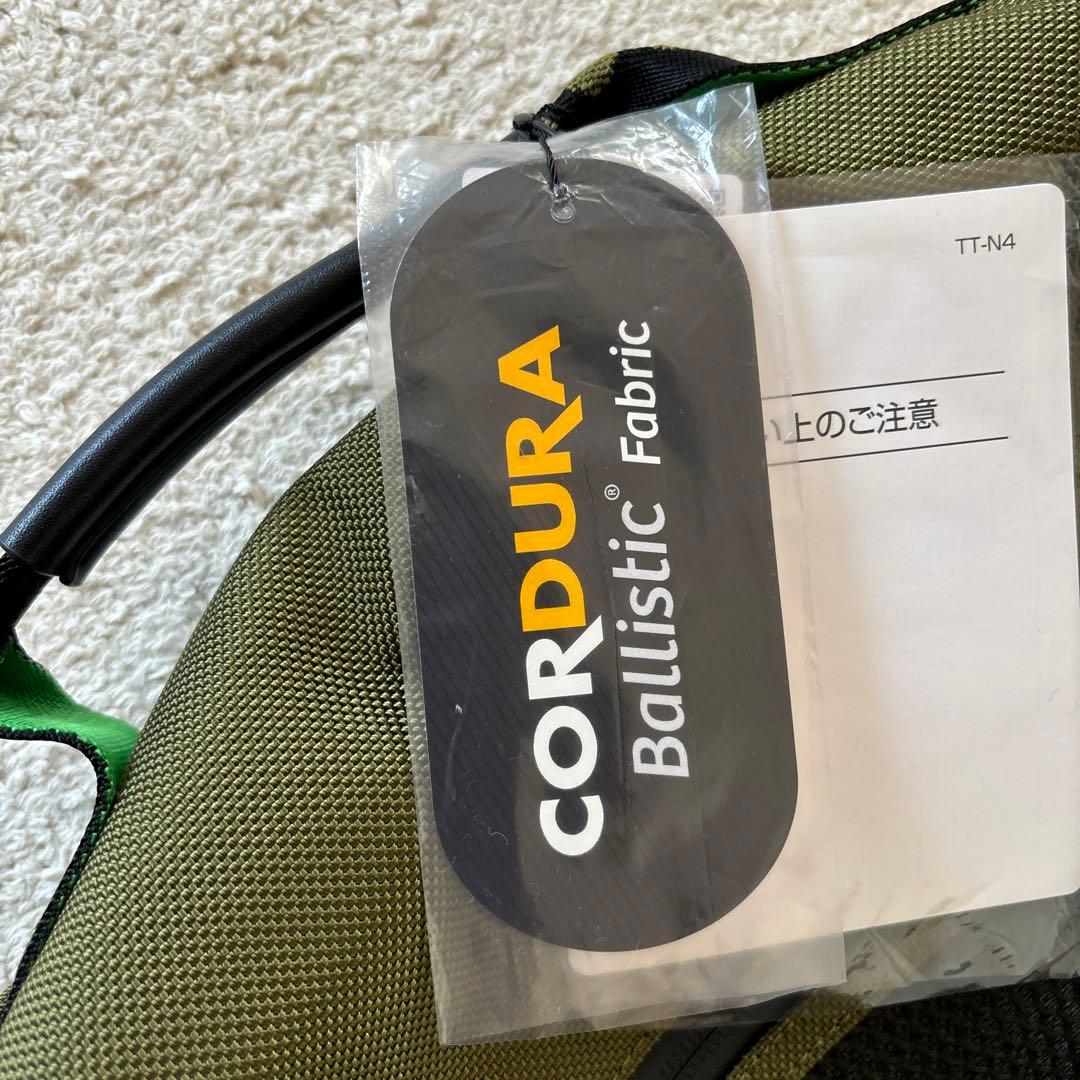 CORDURA
Ballistic® Fabric
TT-N4
い上のご注意